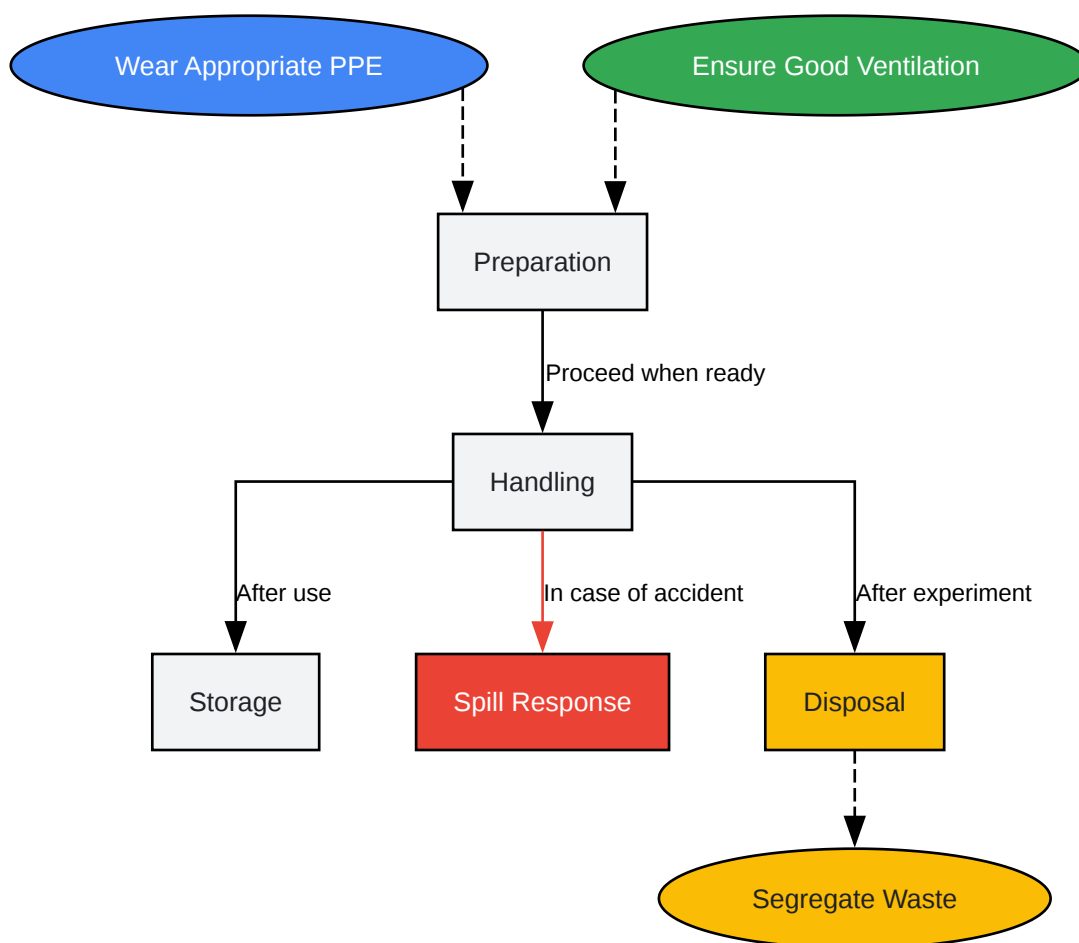 Wear Appropriate PPE
Ensure Good Ventilation
Preparation
Proceed when ready
Handling
After use
In case of accident
After experiment
Storage
Spill Response
Disposal
Segregate Waste